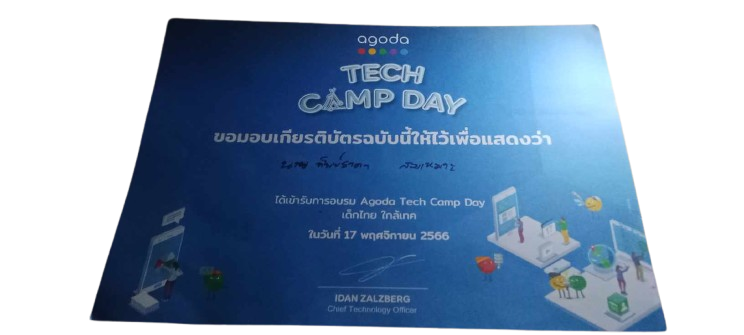 agoda
TECH
CAMP DAY
ขอมอบเกียรติบัตรฉบับนี้ให้ไว้เพื่อแสดงว่า
ได้เข้ารับการอบรม Agoda Tech Camp Day
เด็กไทย ใกล้เทค
ในวันที่ 17 พฤศจิกายน 2566
IDAN ZALZBERG
Chief Technology Officer